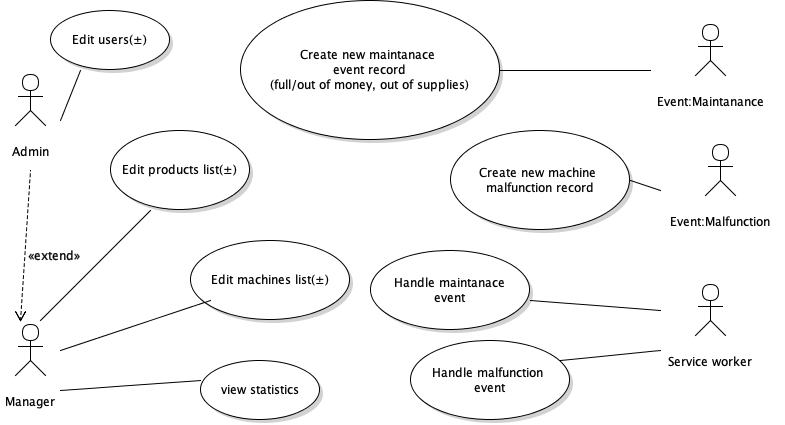 Edit users(±)
Create new maintanace
event record
(full/out of money, out of supplies)
Event:Maintanance
Admin
Edit products list(±)
Create new machine
malfunction record
Event:Malfunction
«extend»
Edit machines list(±)
Handle maintanace
event
Service worker
Handle malfunction
event
view statistics
Manager